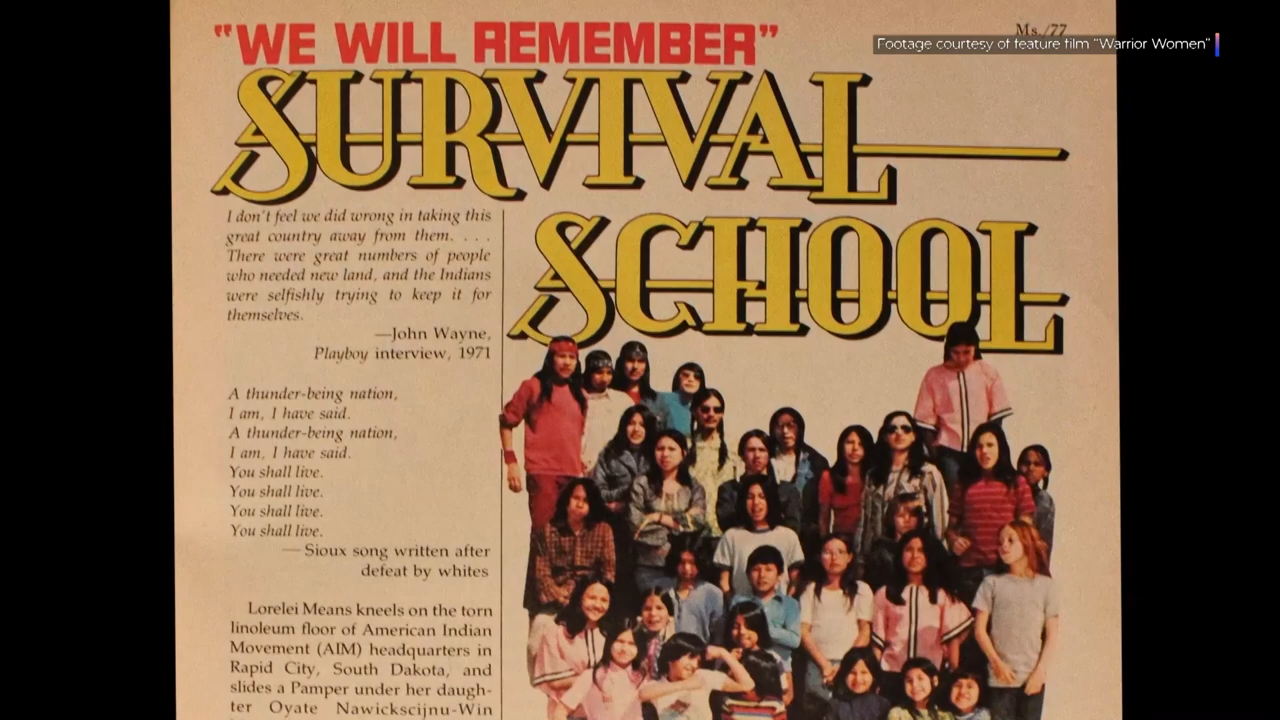 "WE WILL REMEMBER"
Ms./77
Footage courtesy of feature film "Warrior Women"
SURVIVAL
SCHOOL
I don't feel we did wrong in taking this
great country away from them. . . .
There were great numbers of people
who needed new land, and the Indians
were selfishly trying to keep it for
themselves.
—John Wayne,
Playboy interview, 1971
A thunder-being nation,
I am, I have said.
A thunder-being nation,
I am, I have said.
You shall live.
You shall live.
You shall live.
You shall live.
— Sioux song written after
defeat by whites
Lorelei Means kneels on the torn
linoleum floor of American Indian
Movement (AIM) headquarters in
Rapid City, South Dakota, and
slides a Pamper under her daugh-
ter Oyate Nawickscijnu-Win